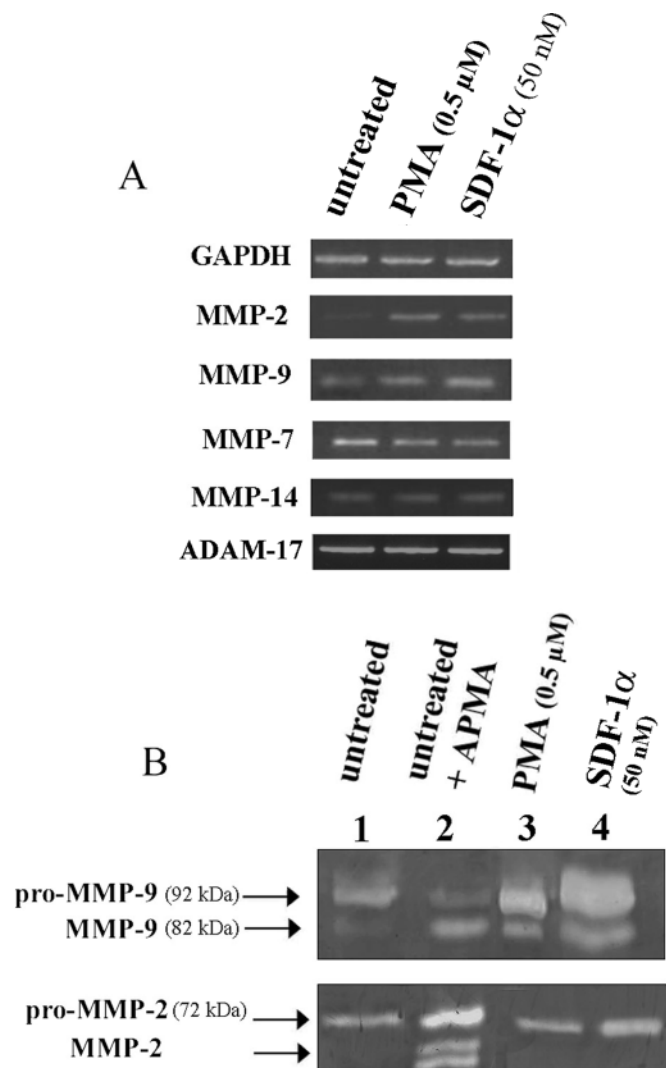 A
untreated
PMA (0.5 µM)
SDF-1α (50 nM)
GAPDH
MMP-2
MMP-9
MMP-7
MMP-14
ADAM-17
B
untreated
untreated
+ APMA
PMA (0.5 µM)
SDF-1α
(50 nM)
1 2 3 4
pro-MMP-9 (92 kDa)
MMP-9 (82 kDa)
pro-MMP-2 (72 kDa)
MMP-2